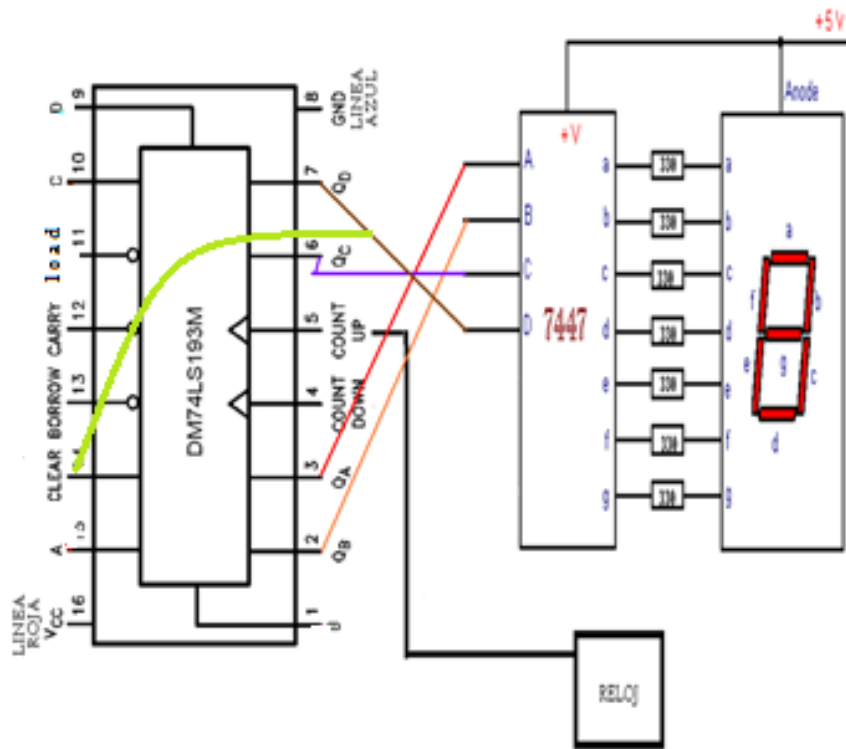 +5V
Anode
+V
7447
A
B
C
D
a
b
c
d
e
f
330
330
330
330
330
330
330
a
b
c
d
e
f
a
f
b
e
c
d
9
D
10
C
11
load
12
CARRY
13
BORROW
CLEAR
A
16
VCC
LINEA
ROJA
DM74LS193M
8
GND
LINEA
AZUL
7
QD
6
QC
5
COUNT
UP
4
COUNT
DOWN
3
QA
2
QB
1
RELOJ